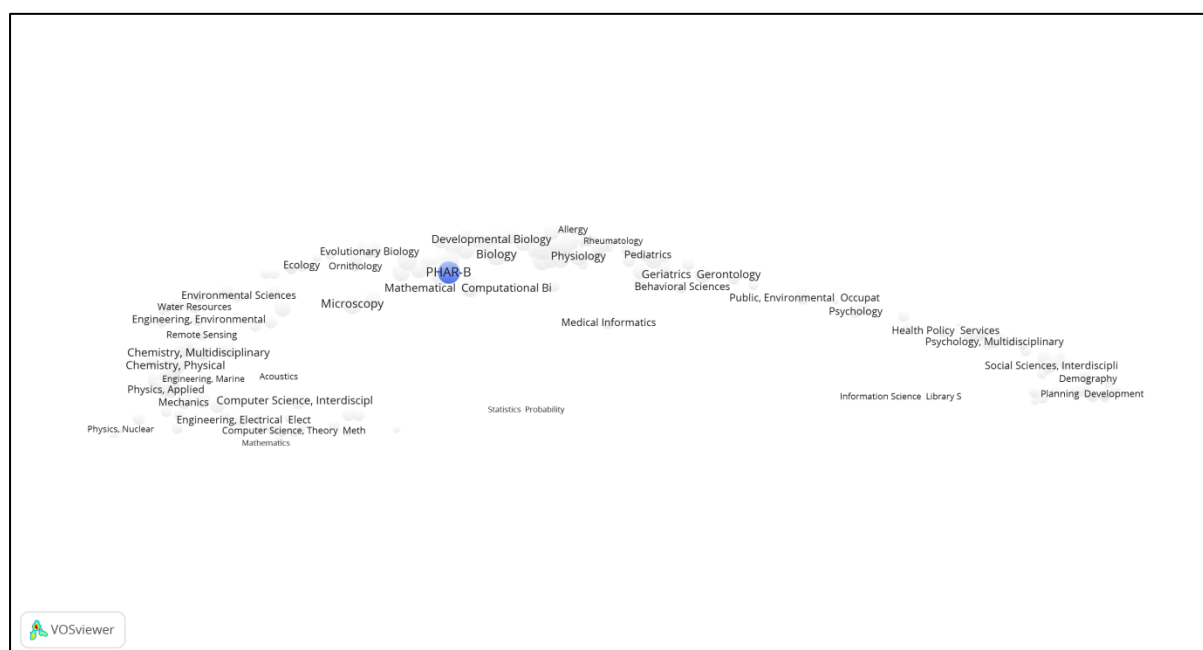 Allergy
Developmental Biology
Rheumatology
Evolutionary Biology
Biology
Physiology
Pediatrics
Ecology
Ornithology
PHAR-B
Geriatrics Gerontology
Mathematical Computational Bi
Behavioral Sciences
Environmental Sciences
Public, Environmental Occupat
Water Resources
Microscopy
Psychology
Engineering, Environmental
Medical Informatics
Remote Sensing
Health Policy Services
Psychology, Multidisciplinary
Chemistry, Multidisciplinary
Chemistry, Physical
Social Sciences, Interdiscipli
Engineering, Marine
Acoustics
Demography
Physics, Applied
Planning Development
Mechanics
Computer Science, Interdiscipl
Information Science Library S
Statistics Probability
Engineering, Electrical Elect
Physics, Nuclear
Computer Science, Theory Meth
Mathematics
VOSviewer